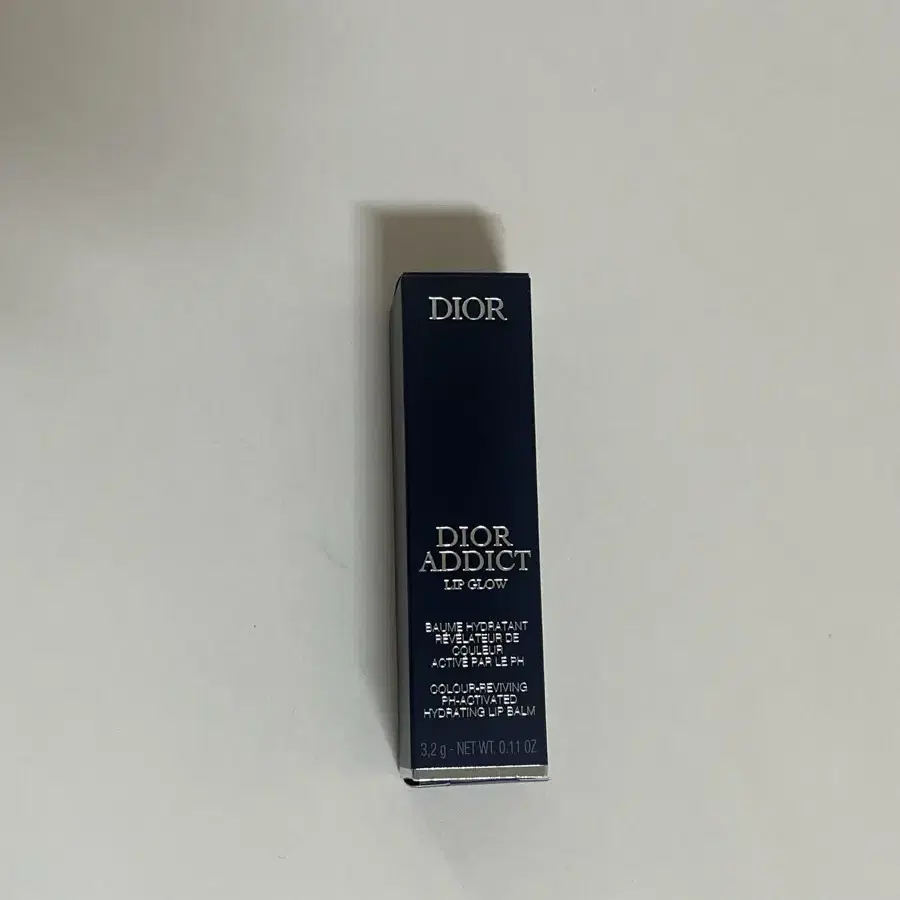 DIOR
DIOR
ADDICT
LIP GLOW
BAUME HYDRATANT
RÉVÉLATEUR DE
COULEUR
ACTIVÉ PAR LE PH
COLOUR-REVIVING
PH-ACTIVATED
HYDRATING LIP BALM
3,2 g - NET WT. 0.11 OZ